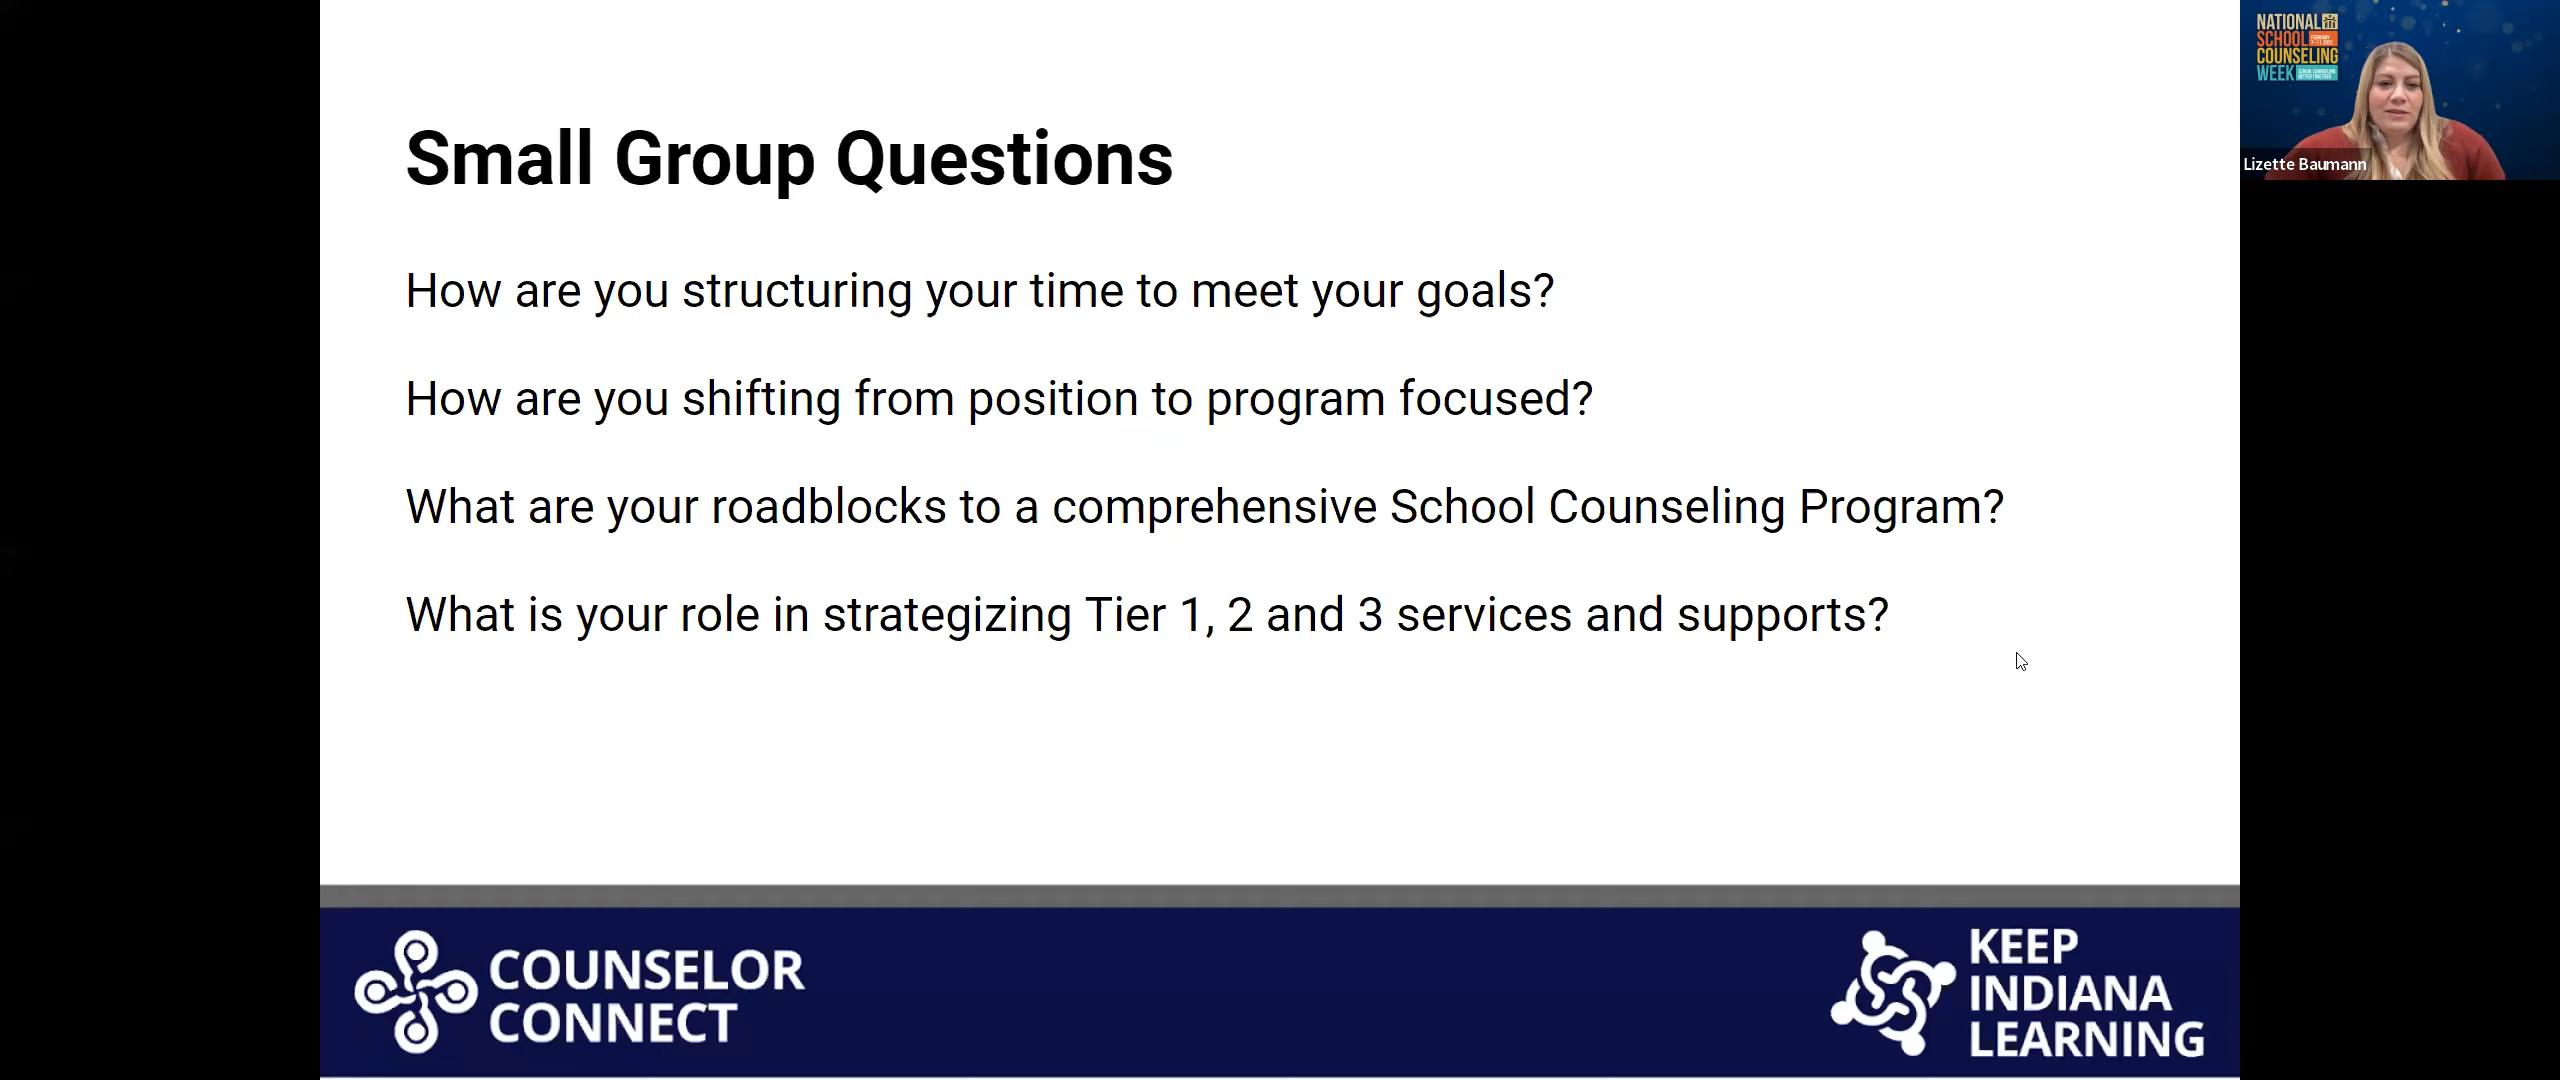 Small Group Questions
How are you structuring your time to meet your goals?
How are you shifting from position to program focused?
What are your roadblocks to a comprehensive School Counseling Program?
What is your role in strategizing Tier 1, 2 and 3 services and supports?
COUNSELOR
CONNECT
KEEP
INDIANA
LEARNING
NATIONAL
SCHOOL
COUNSELING
WEEK
Lizette Baumann